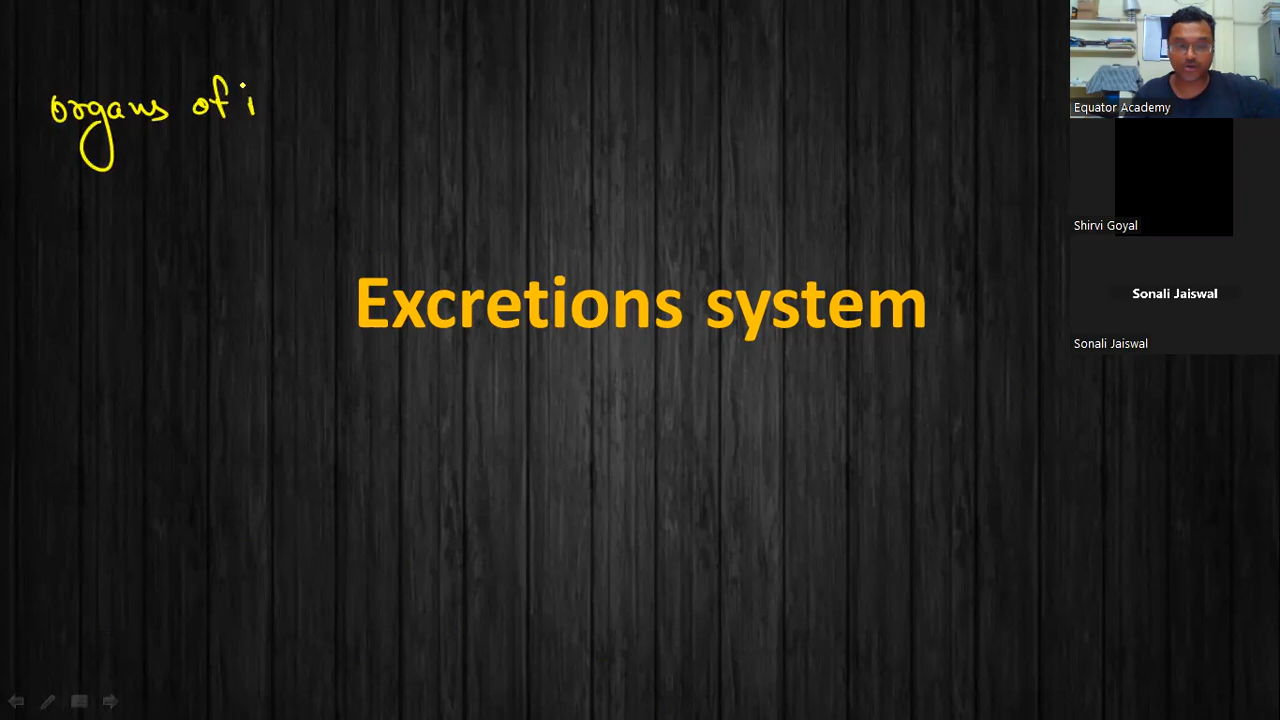 organs of i
Excretions system
Equator Academy
Shirvi Goyal
Sonali Jaiswal
Sonali Jaiswal